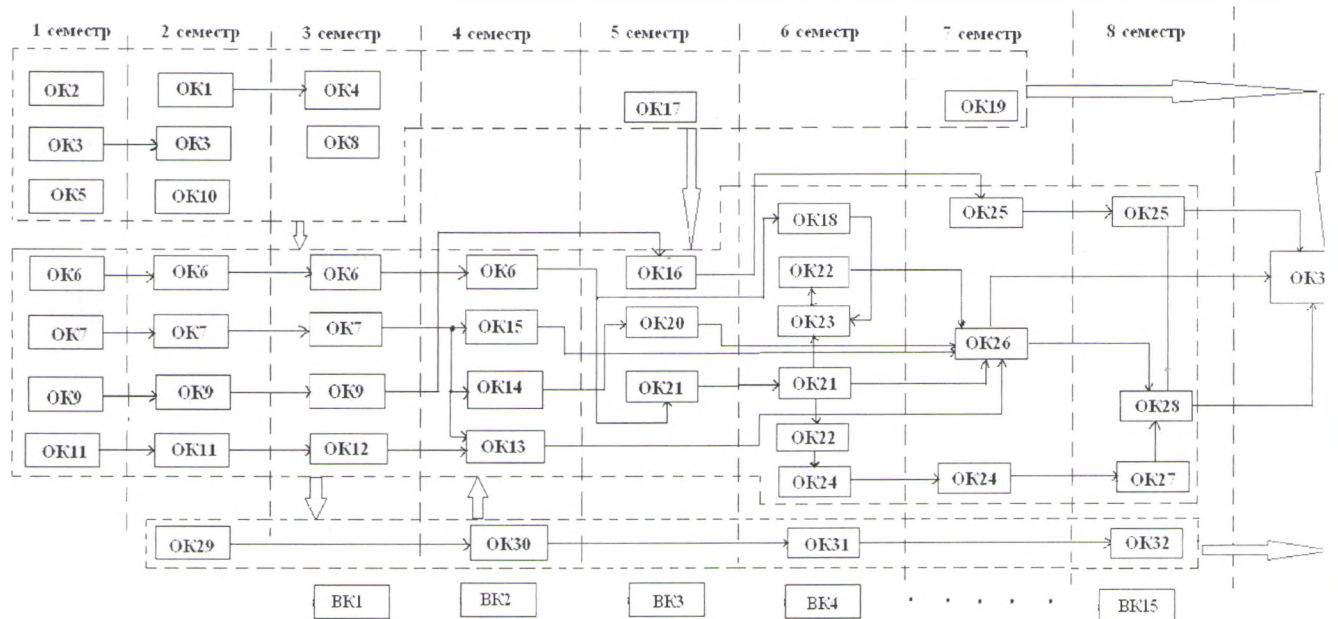 1 семестр 2 семестр 3 семестр 4 семестр 5 семестр 6 семестр 7 семестр 8 семестр
ОК2 ОК1 ОК4
ОК17 ОК19
ОК3 ОК3 ОК8
ОК5 ОК10
ОК18 ОК25 ОК25
ОК6 ОК6 ОК6 ОК6 ОК16 ОК22 ОК3
ОК7 ОК7 ОК7 ОК15 ОК20 ОК23 ОК26
ОК9 ОК9 ОК9 ОК14 ОК21 ОК21 ОК28
ОК11 ОК11 ОК12 ОК13 ОК22
ОК24 ОК24 ОК27
ОК29 ОК30 ОК31 ОК32
ВК1 ВК2 ВК3 ВК4 . . . . . ВК15